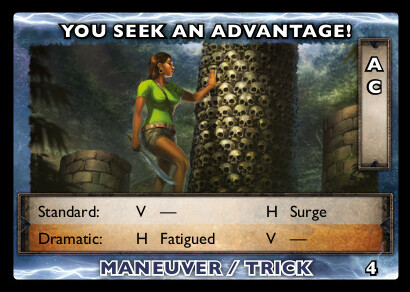 YOU SEEK AN ADVANTAGE!
A
C
Standard: V — H Surge
Dramatic: H Fatigued V —
MANEUVER / TRICK 4